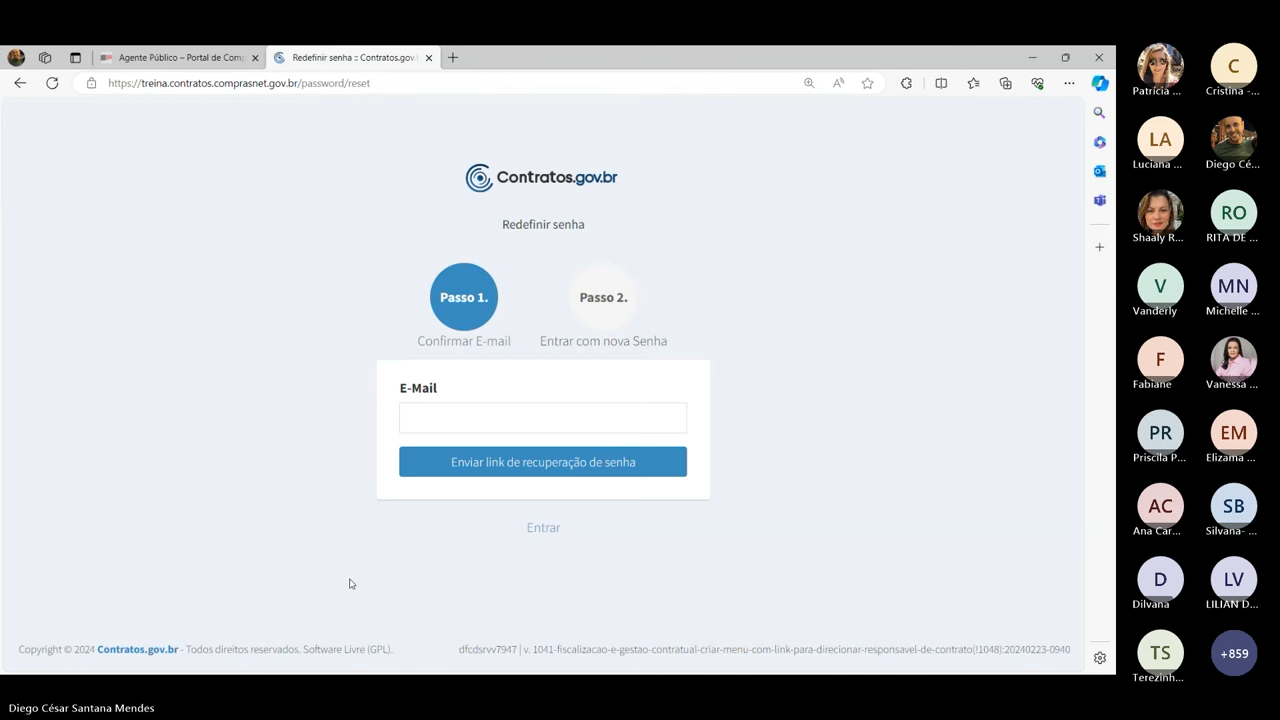 Agente Público – Portal de Comp
Redefinir senha :: Contratos.gov.
https://treina.contratos.comprasnet.gov.br/password/reset
Contratos.gov.br
Redefinir senha
Passo 1.
Passo 2.
Confirmar E-mail
Entrar com nova Senha
E-Mail
Enviar link de recuperação de senha
Entrar
Copyright © 2024 Contratos.gov.br - Todos direitos reservados. Software Livre (GPL).
dfcdsrvv7947 | v. 1041-fiscalizacao-e-gestao-contratual-criar-menu-com-link-para-direcionar-responsavel-de-contrato(!1048):20240223-0940
Patrícia ...
C
Cristina -...
LA
Luciana ...
Diego Cé...
Shaaly R...
RO
RITA DE ...
V
Vanderly
MN
Michelle ...
F
Fabiane
Vanessa ...
PR
Priscila P...
EM
Elizama ...
AC
Ana Car...
SB
Silvana- ...
D
Dilvana
LV
LILIAN D...
TS
Terezinh...
+859
Diego César Santana Mendes